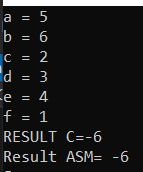 a = 5
b = 6
c = 2
d = 3
e = 4
f = 1
RESULT C=-6
Result ASM= -6